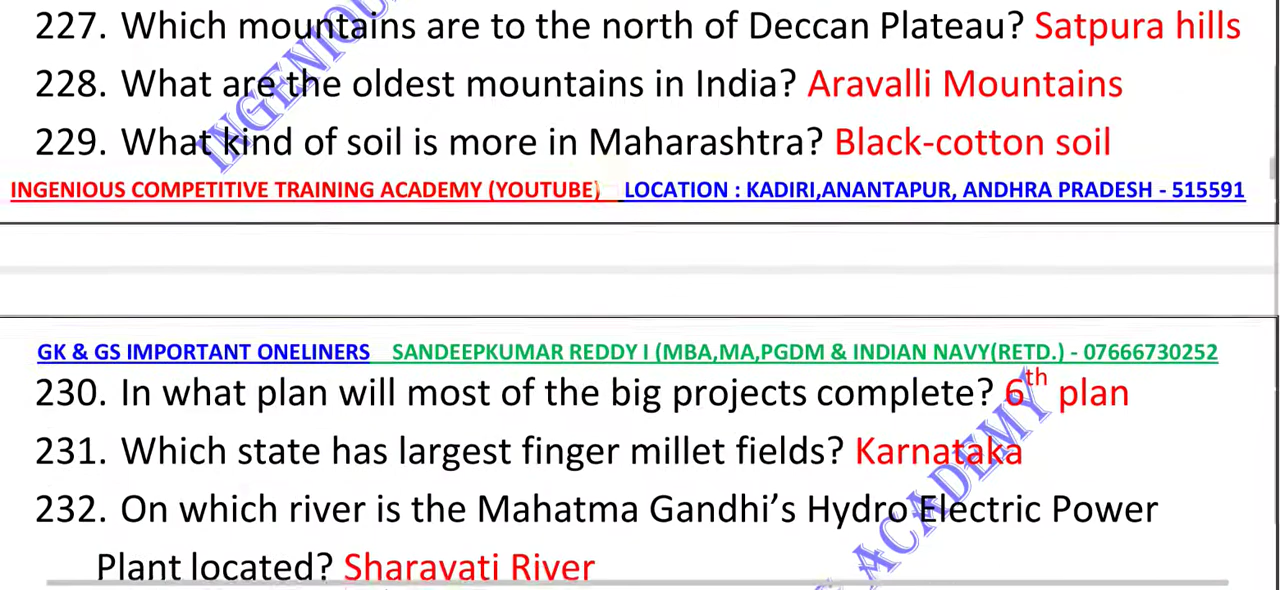 227. Which mountains are to the north of Deccan Plateau? Satpura hills
228. What are the oldest mountains in India? Aravalli Mountains
229. What kind of soil is more in Maharashtra? Black-cotton soil
INGENIOUS COMPETITIVE TRAINING ACADEMY (YOUTUBE) LOCATION : KADIRI,ANANTAPUR, ANDHRA PRADESH - 515591
GK & GS IMPORTANT ONELINERS SANDEEPKUMAR REDDY I (MBA,MA,PGDM & INDIAN NAVY(RETD.) - 07666730252
230. In what plan will most of the big projects complete? 6th plan
231. Which state has largest finger millet fields? Karnataka
232. On which river is the Mahatma Gandhi’s Hydro Electric Power
Plant located? Sharavati River
INGENIOU
ACADEMY